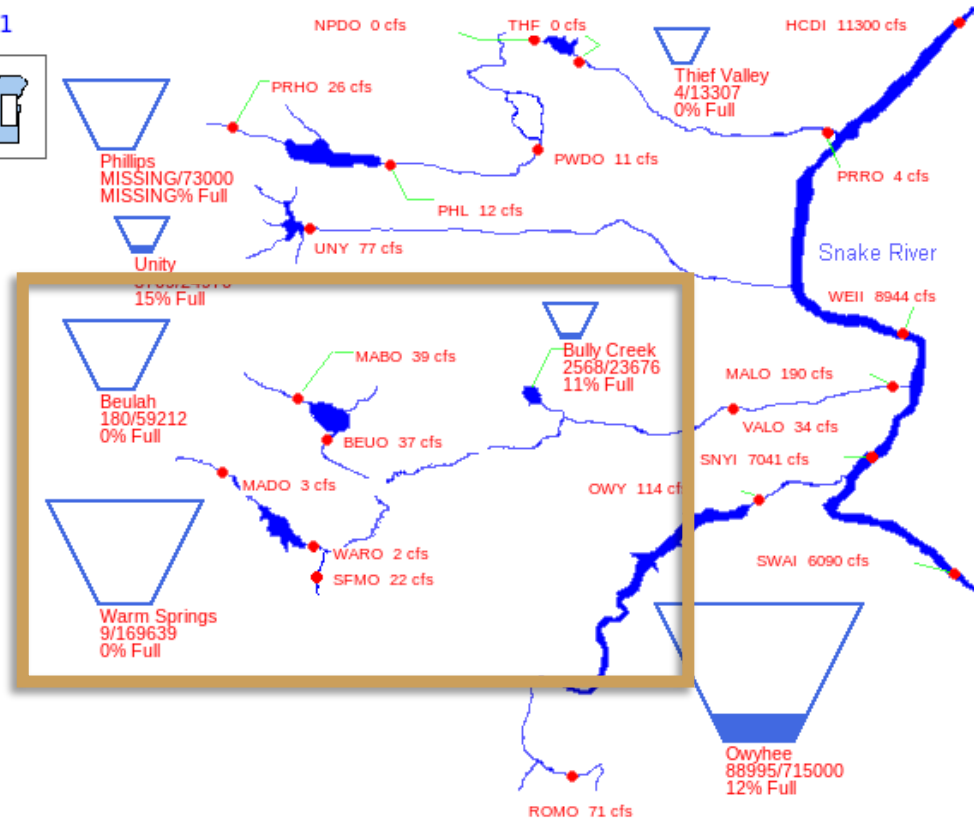 1
NPDO 0 cfs
THF 0 cfs
HCDI 11300 cfs
Thief Valley
4/13307
0% Full
PRHO 26 cfs
Phillips
MISSING/73000
MISSING% Full
PWDO 11 cfs
PRRO 4 cfs
PHL 12 cfs
UNY 77 cfs
Unity
15% Full
Snake River
WEII 8944 cfs
Beulah
180/59212
0% Full
MABO 39 cfs
Bully Creek
2568/23676
11% Full
MALO 190 cfs
BEUO 37 cfs
VALO 34 cfs
SNYI 7041 cfs
MADO 3 cfs
OWY 114 cfs
WARO 2 cfs
SFMO 22 cfs
SWAI 6090 cfs
Warm Springs
9/169639
0% Full
Owyhee
88995/715000
12% Full
ROMO 71 cfs